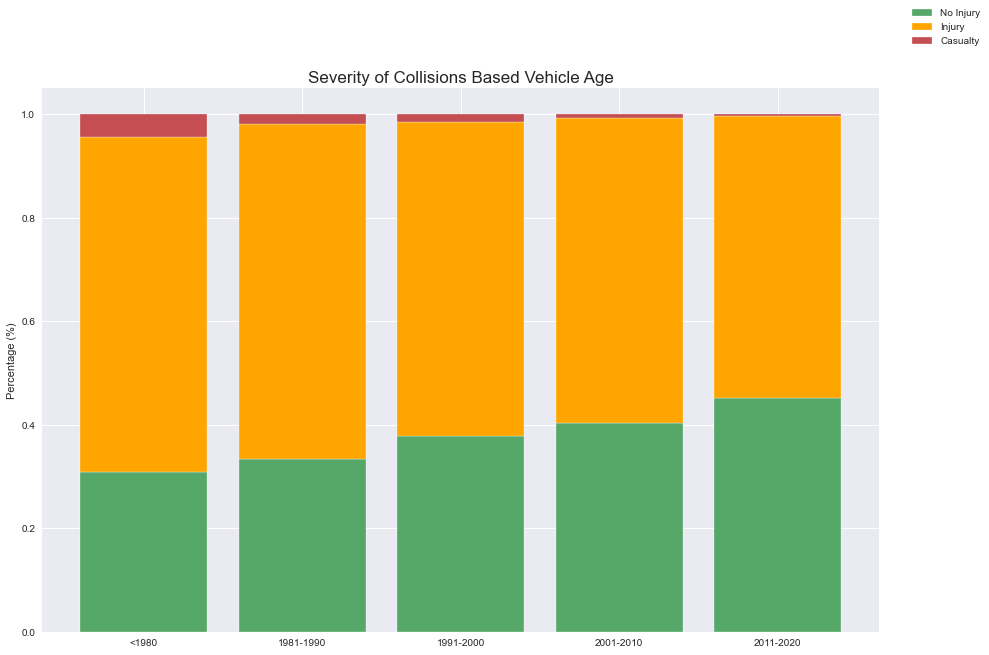 No Injury
Injury
Casualty
Severity of Collisions Based Vehicle Age
Percentage (%)
1.0
0.8
0.6
0.4
0.2
0.0
<1980 1981-1990 1991-2000 2001-2010 2011-2020